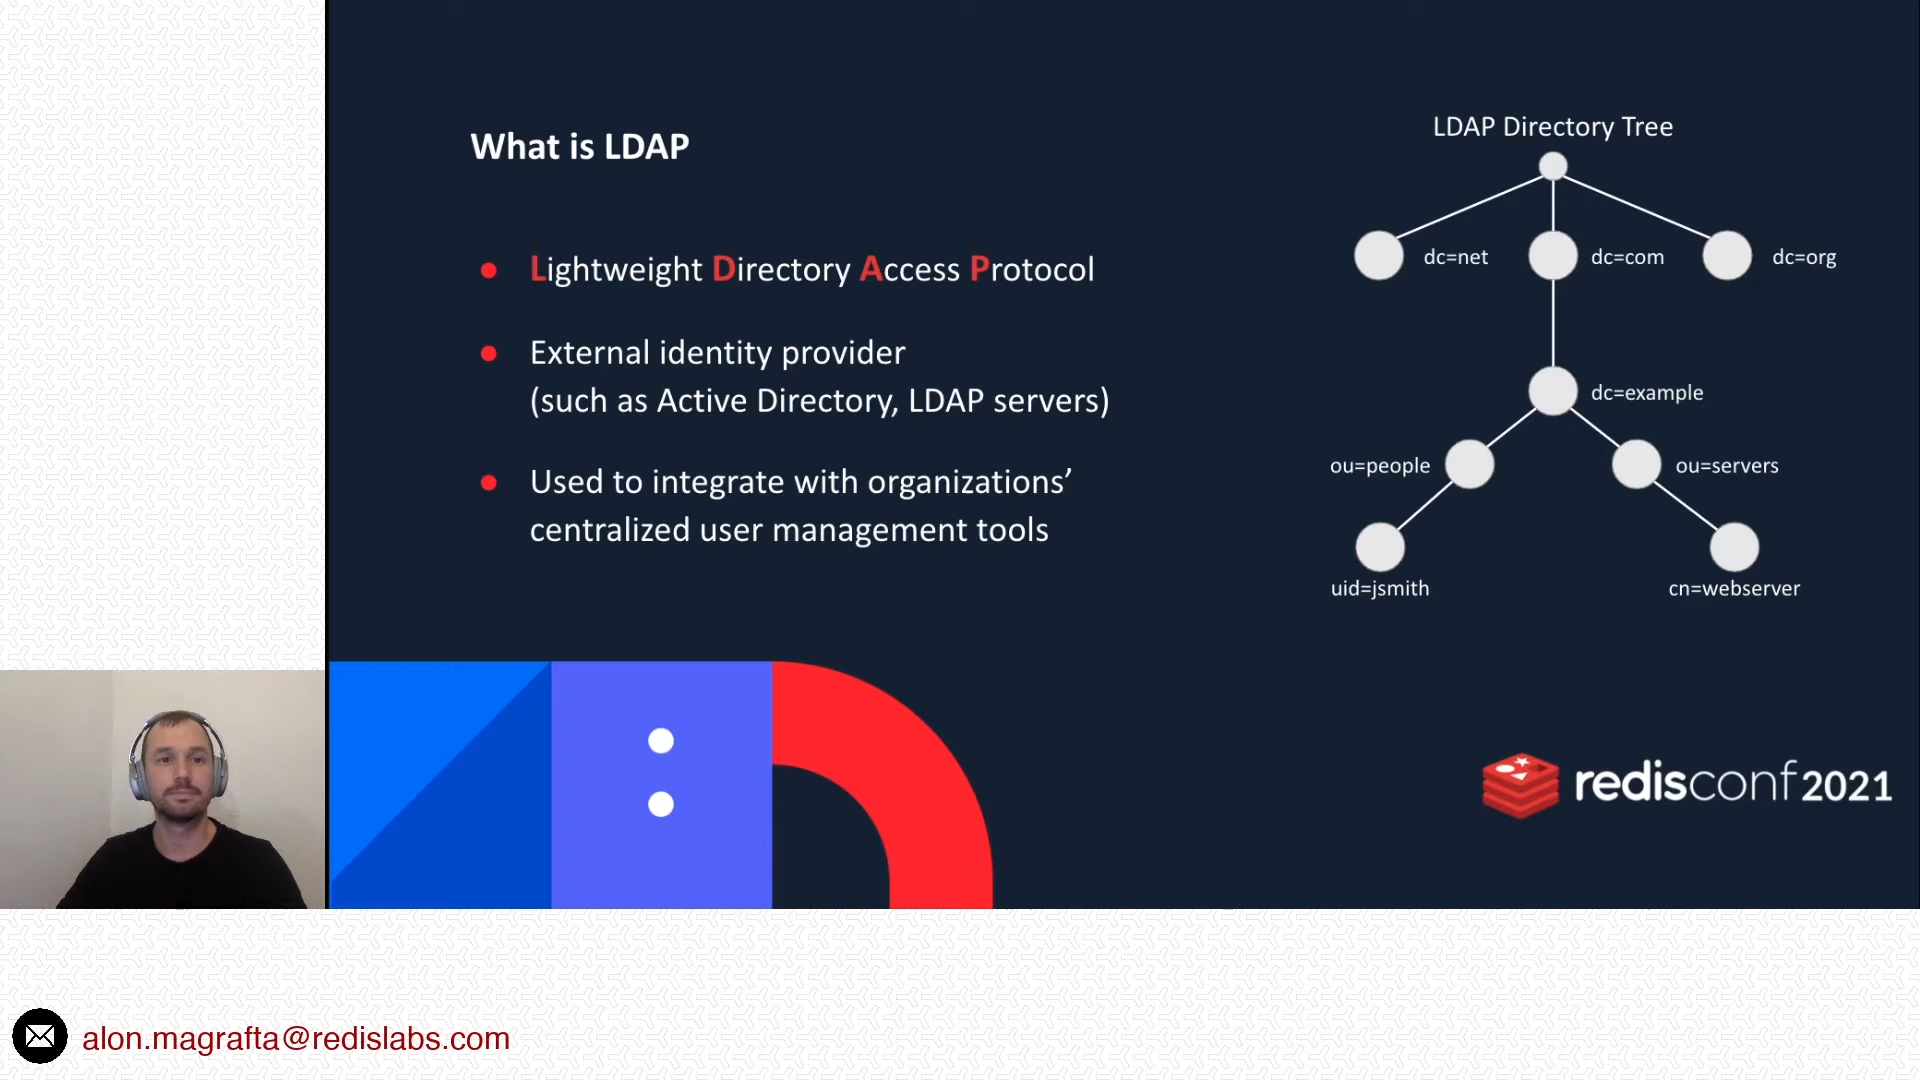 What is LDAP
Lightweight Directory Access Protocol
External identity provider
(such as Active Directory, LDAP servers)
Used to integrate with organizations’
centralized user management tools
LDAP Directory Tree
dc=net
dc=com
dc=org
dc=example
ou=people
ou=servers
uid=jsmith
cn=webserver
redisconf2021
alon.magrafta@redislabs.com